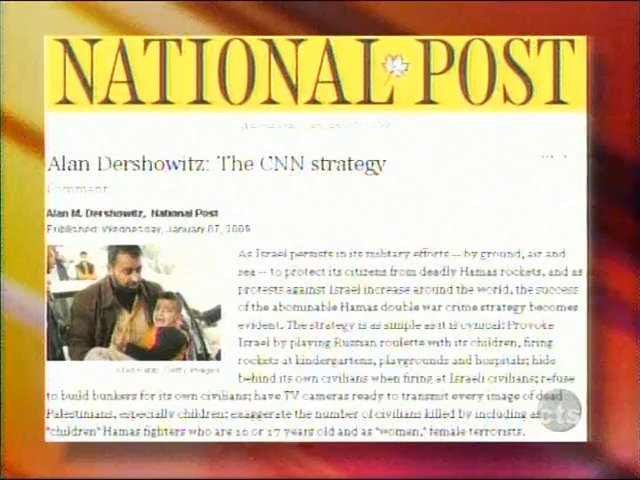 NATIONAL POST
Alan Dershowitz: The CNN strategy
Comment
Alan M. Dershowitz, National Post
Published: Wednesday, January 07, 2009
As Israel persists in its military efforts -- by ground, air and
sea -- to protect its citizens from deadly Hamas rockets, and as
protests against Israel increase around the world, the success
of the abominable Hamas double war crime strategy becomes
evident. The strategy is as simple as it is cynical: Provoke
Israel by playing Russian roulette with its children, firing
rockets at kindergartens, playgrounds and hospitals; hide
behind its own civilians when firing at Israeli civilians; refuse
to build bunkers for its own civilians; have TV cameras ready to transmit every image of dead
Palestinians, especially children; exaggerate the number of civilians killed by including as
"children" Hamas fighters who are 16 or 17 years old and as "women," female terrorists.
Getty Images
cts